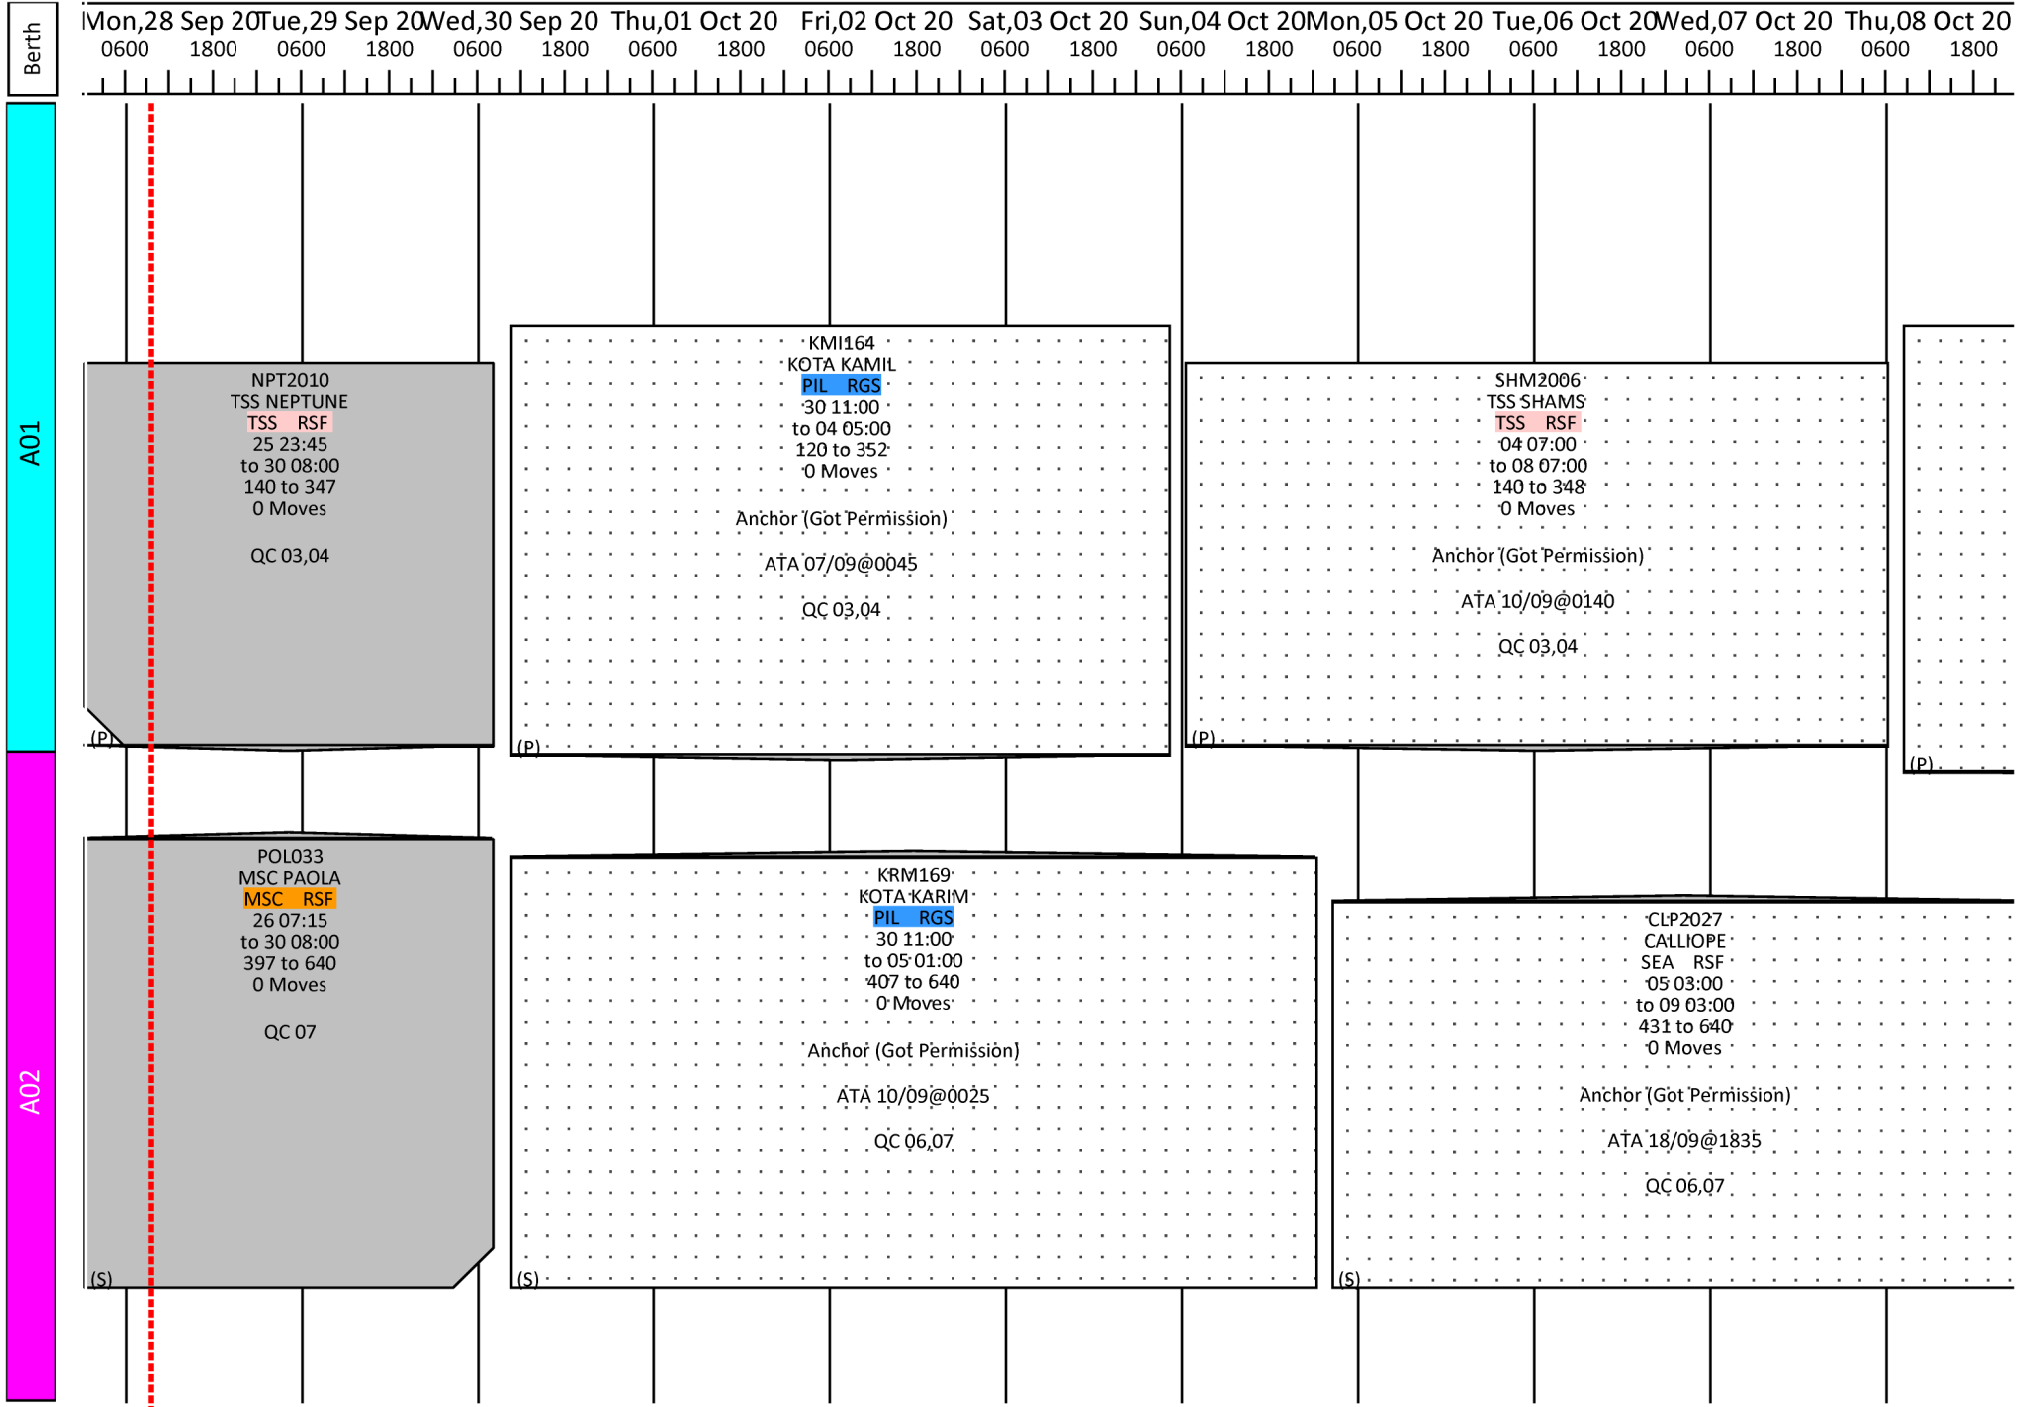 Berth
Mon,28 Sep 20 Tue,29 Sep 20 Wed,30 Sep 20 Thu,01 Oct 20 Fri,02 Oct 20 Sat,03 Oct 20 Sun,04 Oct 20 Mon,05 Oct 20 Tue,06 Oct 20 Wed,07 Oct 20 Thu,08 Oct 20
0600 1800 0600 1800 0600 1800 0600 1800 0600 1800 0600 1800 0600 1800 0600 1800 0600 1800 0600 1800 0600 1800
A01
NPT2010
TSS NEPTUNE
TSS RSF
25 23:45
to 30 08:00
140 to 347
0 Moves
QC 03,04
(P)
KMI164
KOTA KAMIL
PIL RGS
30 11:00
to 04 05:00
120 to 352
0 Moves
Anchor (Got Permission)
ATA 07/09@0045
QC 03,04
(P)
SHM2006
TSS SHAMS
TSS RSF
04 07:00
to 08 07:00
140 to 348
0 Moves
Anchor (Got Permission)
ATA 10/09@0140
QC 03,04
(P)
(P)
A02
POL033
MSC PAOLA
MSC RSF
26 07:15
to 30 08:00
397 to 640
0 Moves
QC 07
(S)
KRM169
KOTA KARIM
PIL RGS
30 11:00
to 05 01:00
407 to 640
0 Moves
Anchor (Got Permission)
ATA 10/09@0025
QC 06,07
(S)
CLP2027
CALLIOPE
SEA RSF
05 03:00
to 09 03:00
431 to 640
0 Moves
Anchor (Got Permission)
ATA 18/09@1835
QC 06,07
(S)